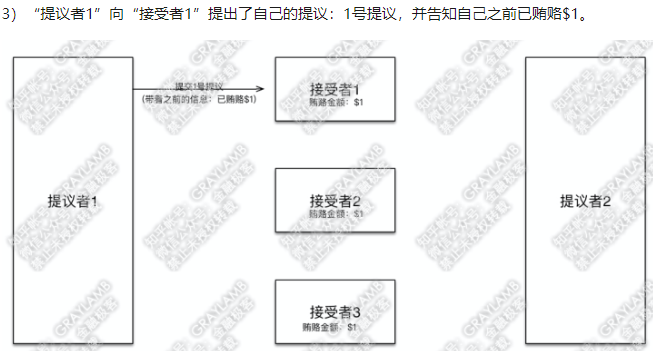 3）“提议者1”向“接受者1”提出了自己的提议：1号提议，并告知自己之前已贿赂$1。
提交1号提议
（带着之前的信息：已贿赂$1）
接受者1
贿赂金额：$1
提议者1
接受者2
贿赂金额：$1
提议者2
接受者3
贿赂金额：$1
GRAYLAMB